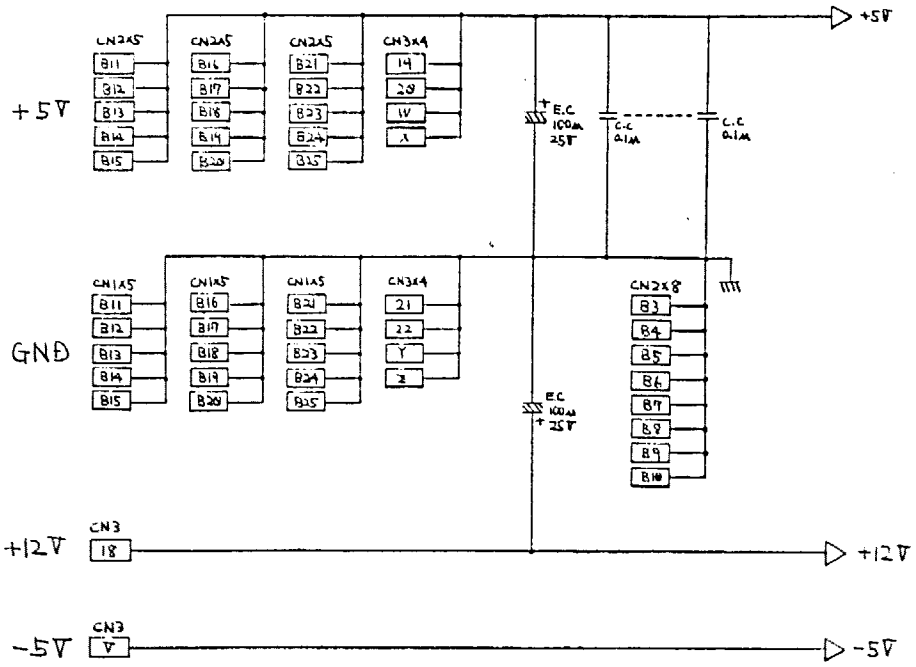 +5V
CN2x5 CN2x5 CN2x5 CN3x4
B11 B16 B21 19
B12 B17 B22 20
+5V B13 B18 B23 W
B14 B19 B24 X
B15 B20 B25
+ E.C 100μ 25V
C.C 0.1μ
C.C 0.1μ
CN1x5 CN1x5 CN1x5 CN3x4
B11 B16 B21 21
B12 B17 B22 22
GND B13 B18 B23 Y
B14 B19 B24 Z
B15 B20 B25
E.C 100μ + 25V
CN2x8
B3
B4
B5
B6
B7
B8
B9
B10
CN3
+12V 18 +12V
CN3
-5V V -5V